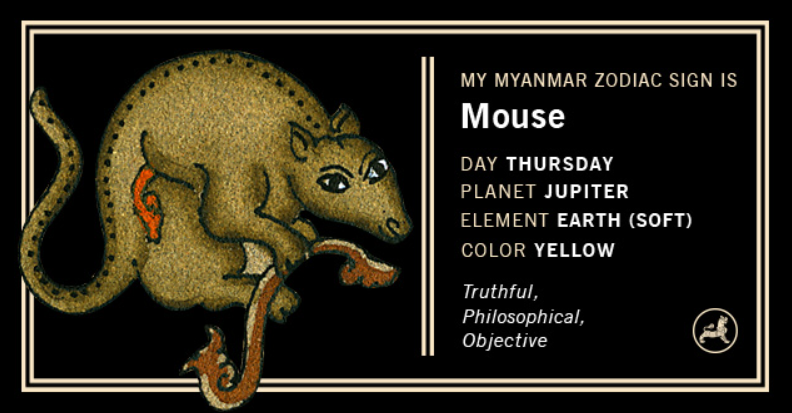 MY MYANMAR ZODIAC SIGN IS
Mouse
DAY THURSDAY
PLANET JUPITER
ELEMENT EARTH (SOFT)
COLOR YELLOW
Truthful,
Philosophical,
Objective